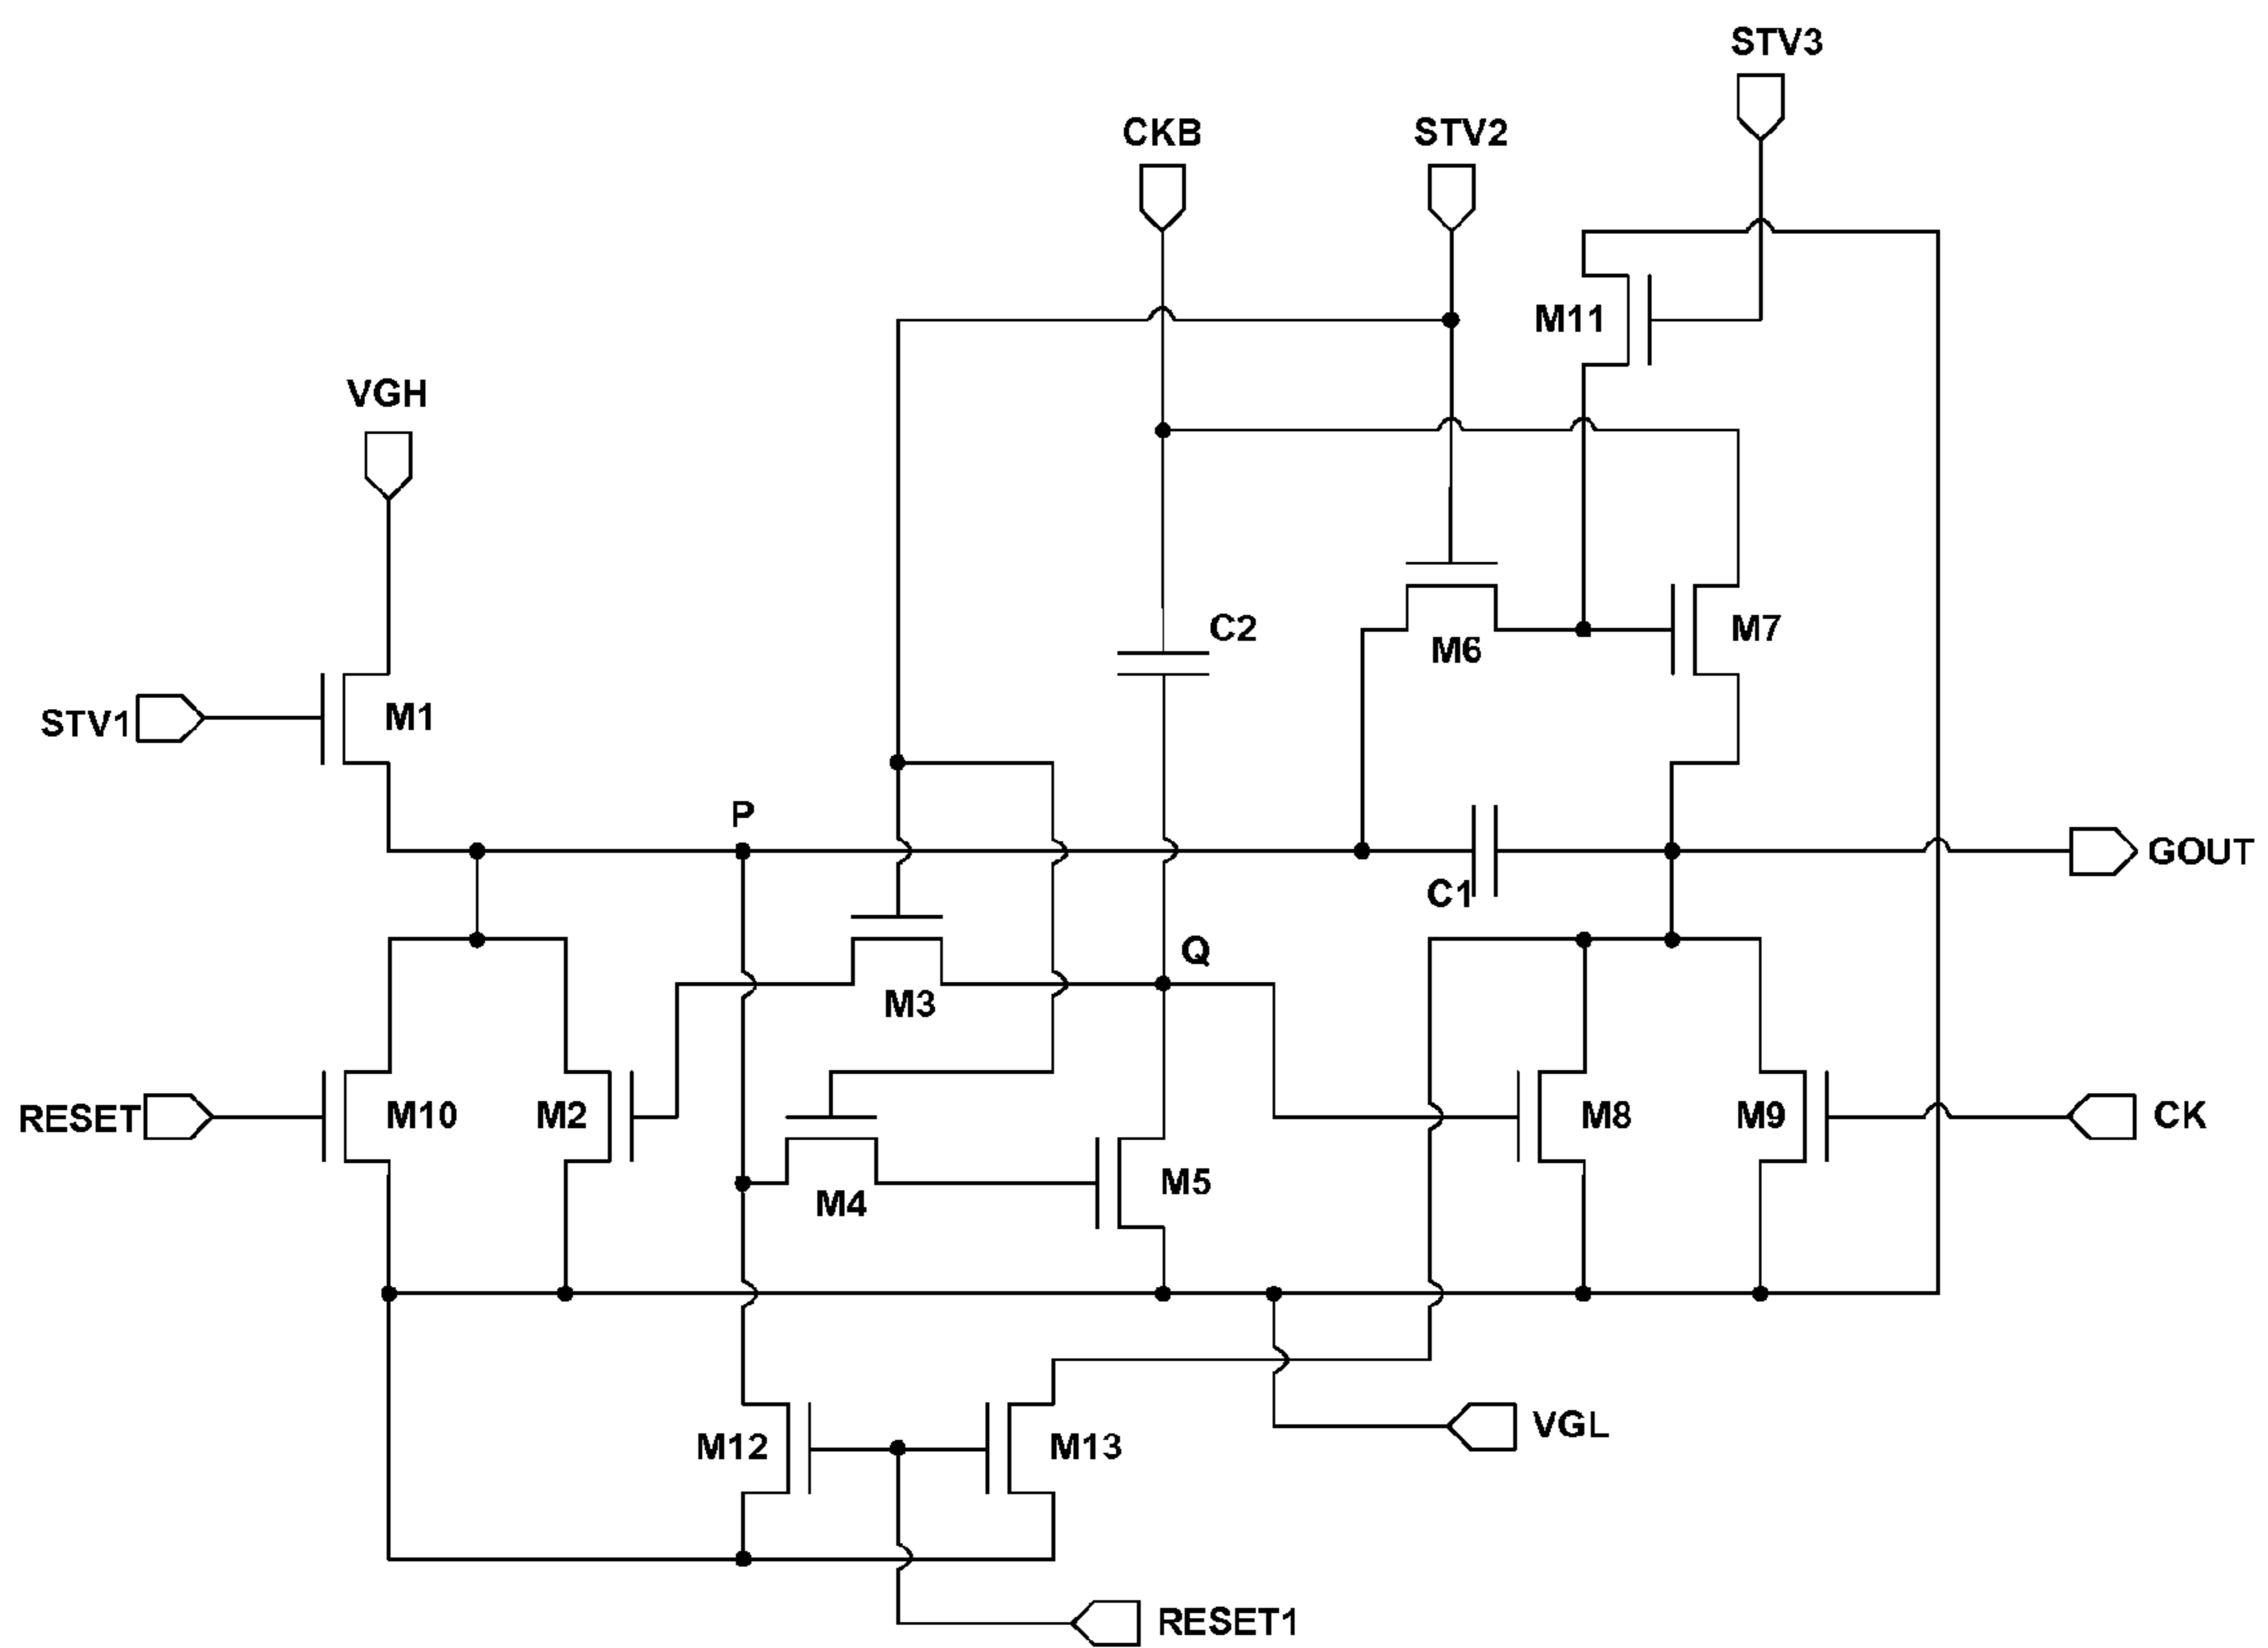 STV3
CKB
STV2
M11
VGH
C2
M7
M6
STV1
M1
P
GOUT
C1
Q
M3
RESET
M10
M2
M8
M9
CK
M5
M4
M12
M13
VGL
RESET1